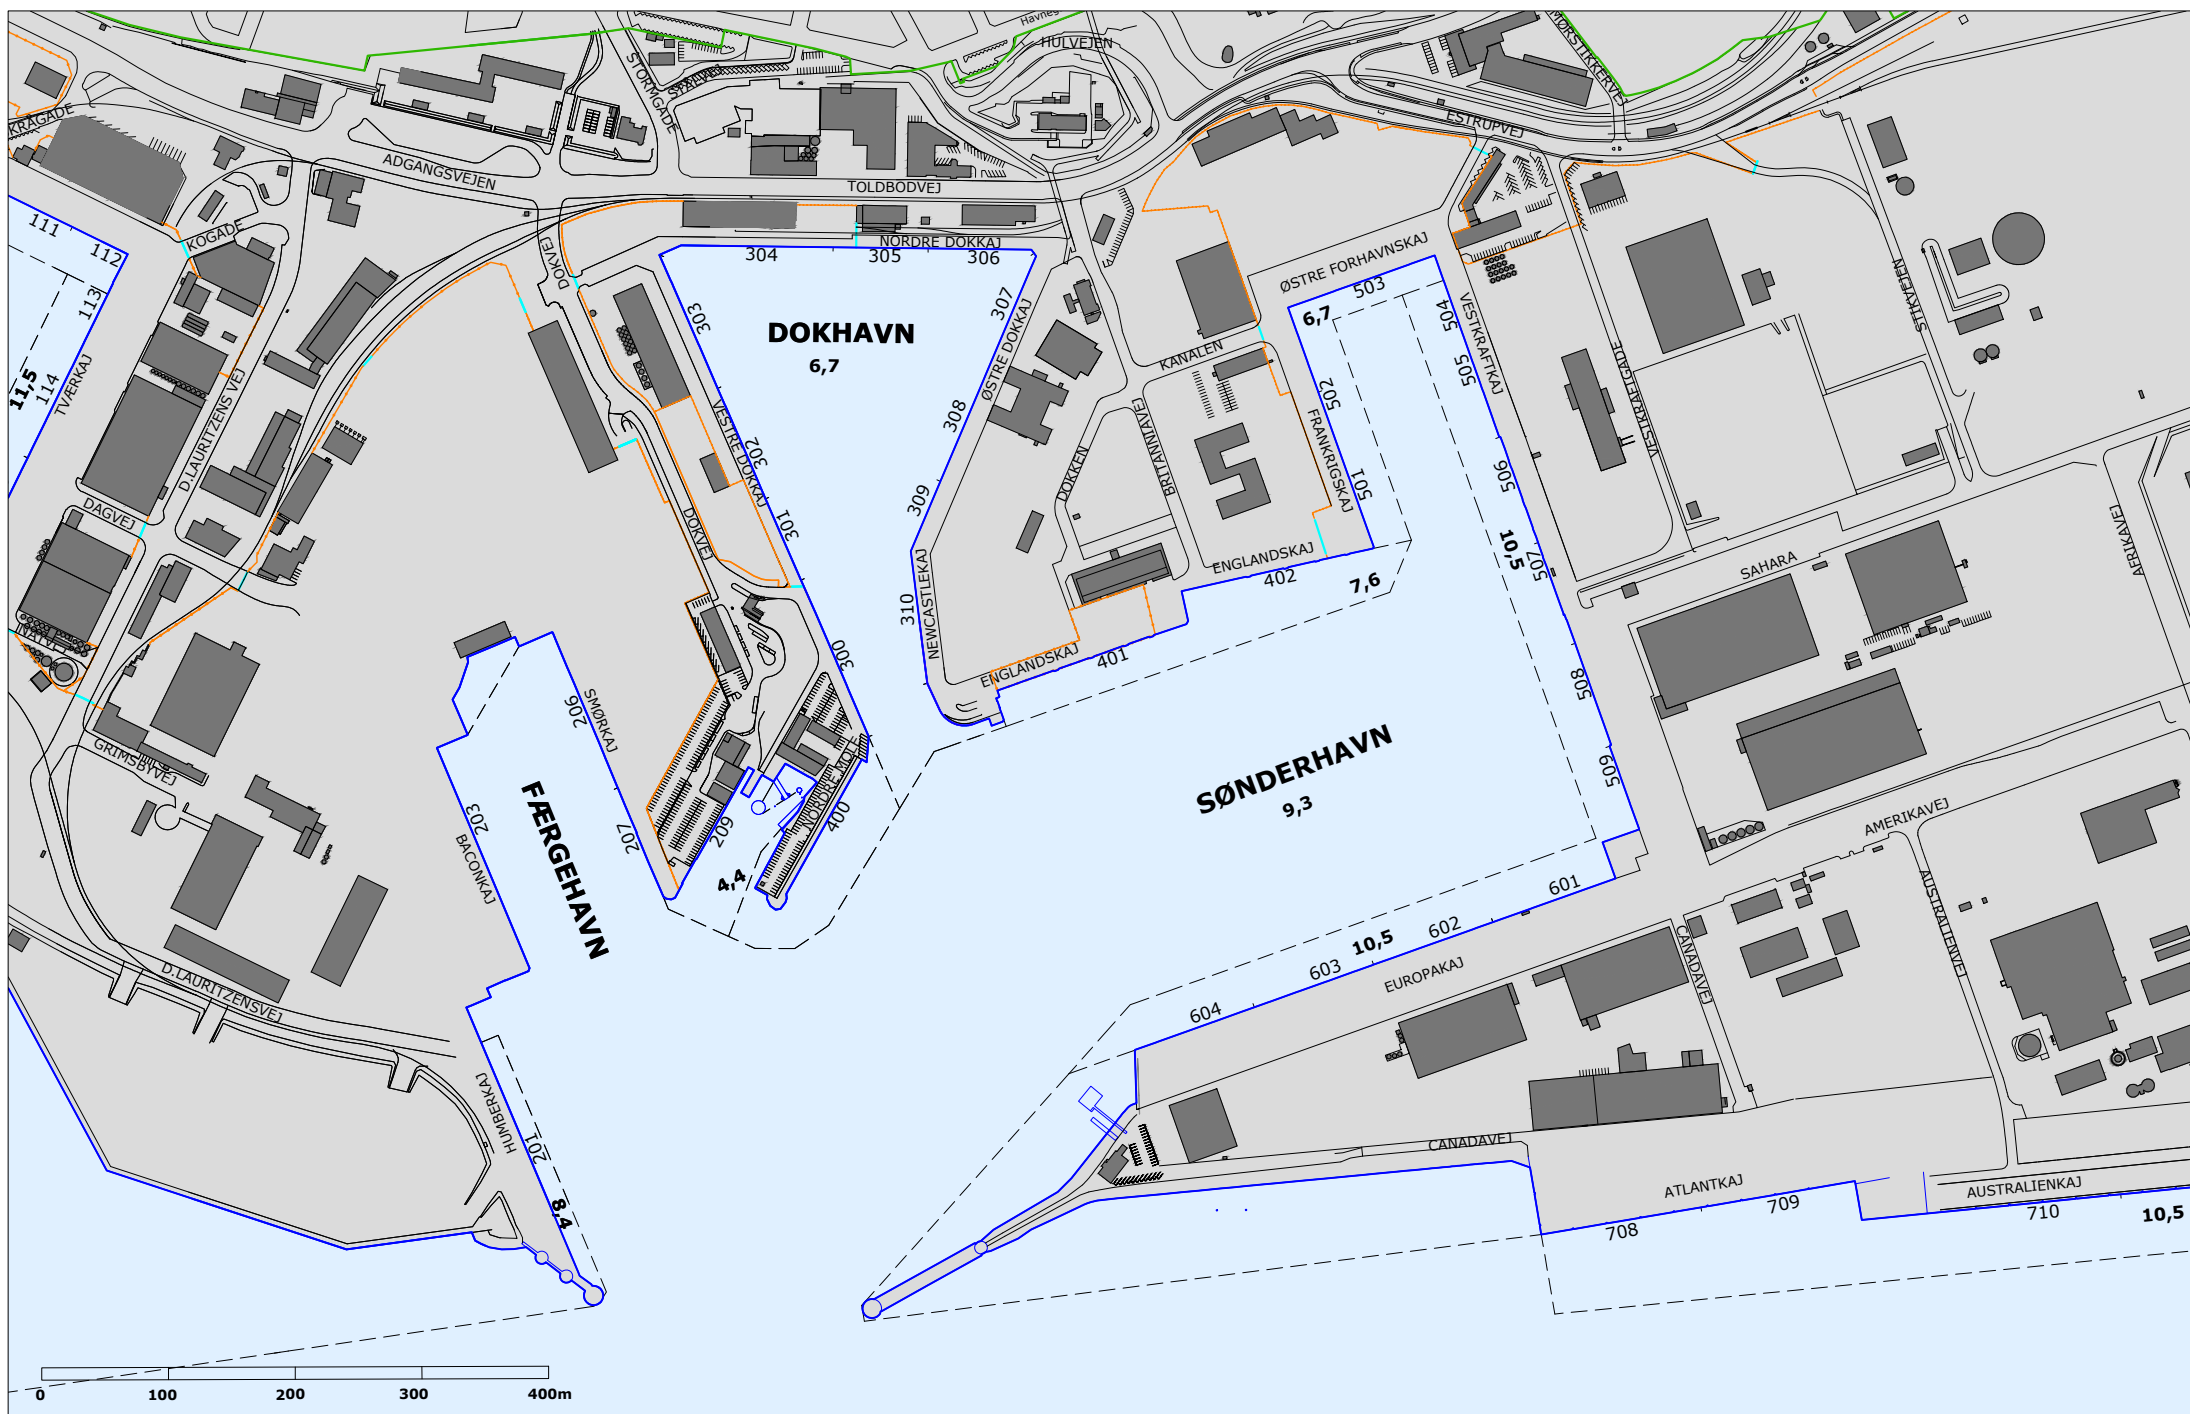 Havneg
HULVEJEN
MØRSTIKKERVEJ
STORMGADE
STALVEJ
KRAGADE
ADGANGSVEJEN
TOLDBODVEJ
ESTRUPVEJ
KOGADE
DOKVEJ
NORDRE DOKKAJ
304
305
306
111
112
113
114
11,5
TVÆRKAJ
D.LAURITZENS VEJ
DAGVEJ
303
DOKHAVN
6,7
307
ØSTRE DOKKAJ
308
309
VESTRE DOKKAJ
302
301
DOKVEJ
ØSTRE FORHAVNSKAJ
503
6,7
504
VESTKRAFTKAJ
505
STIKVEJEN
KANALEN
502
FRANKRIGSKAJ
501
VESTKRAFTGADE
BRITANNIAVEJ
DOKKEN
506
10,5
507
ENGLANDSKAJ
402
7,6
SAHARA
AFRIKAVEJ
310
NEWCASTLEKAJ
ENGLANDSKAJ
401
508
509
300
206
SMØRKAJ
207
209
NORDRE MOLE
400
4,4
GRIMSBYVEJ
203
BACONKAJ
FÆRGEHAVN
SØNDERHAVN
9,3
AMERIKAVEJ
AUSTRALIENVEJ
601
602
10,5
603
604
EUROPAKAJ
CANADAVEJ
D.LAURITZENSVEJ
HUMBERKAJ
201
8,4
CANADAVEJ
ATLANTKAJ
708
709
AUSTRALIENKAJ
710
10,5
0
100
200
300
400m